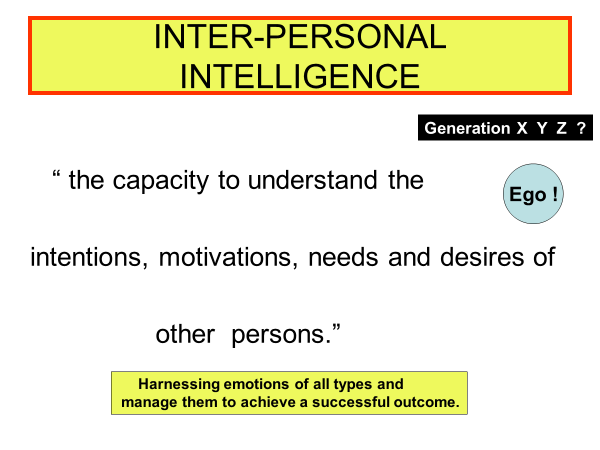 INTER-PERSONAL
INTELLIGENCE
Generation X Y Z ?
“ the capacity to understand the
Ego !
intentions, motivations, needs and desires of
other persons.”
Harnessing emotions of all types and
manage them to achieve a successful outcome.